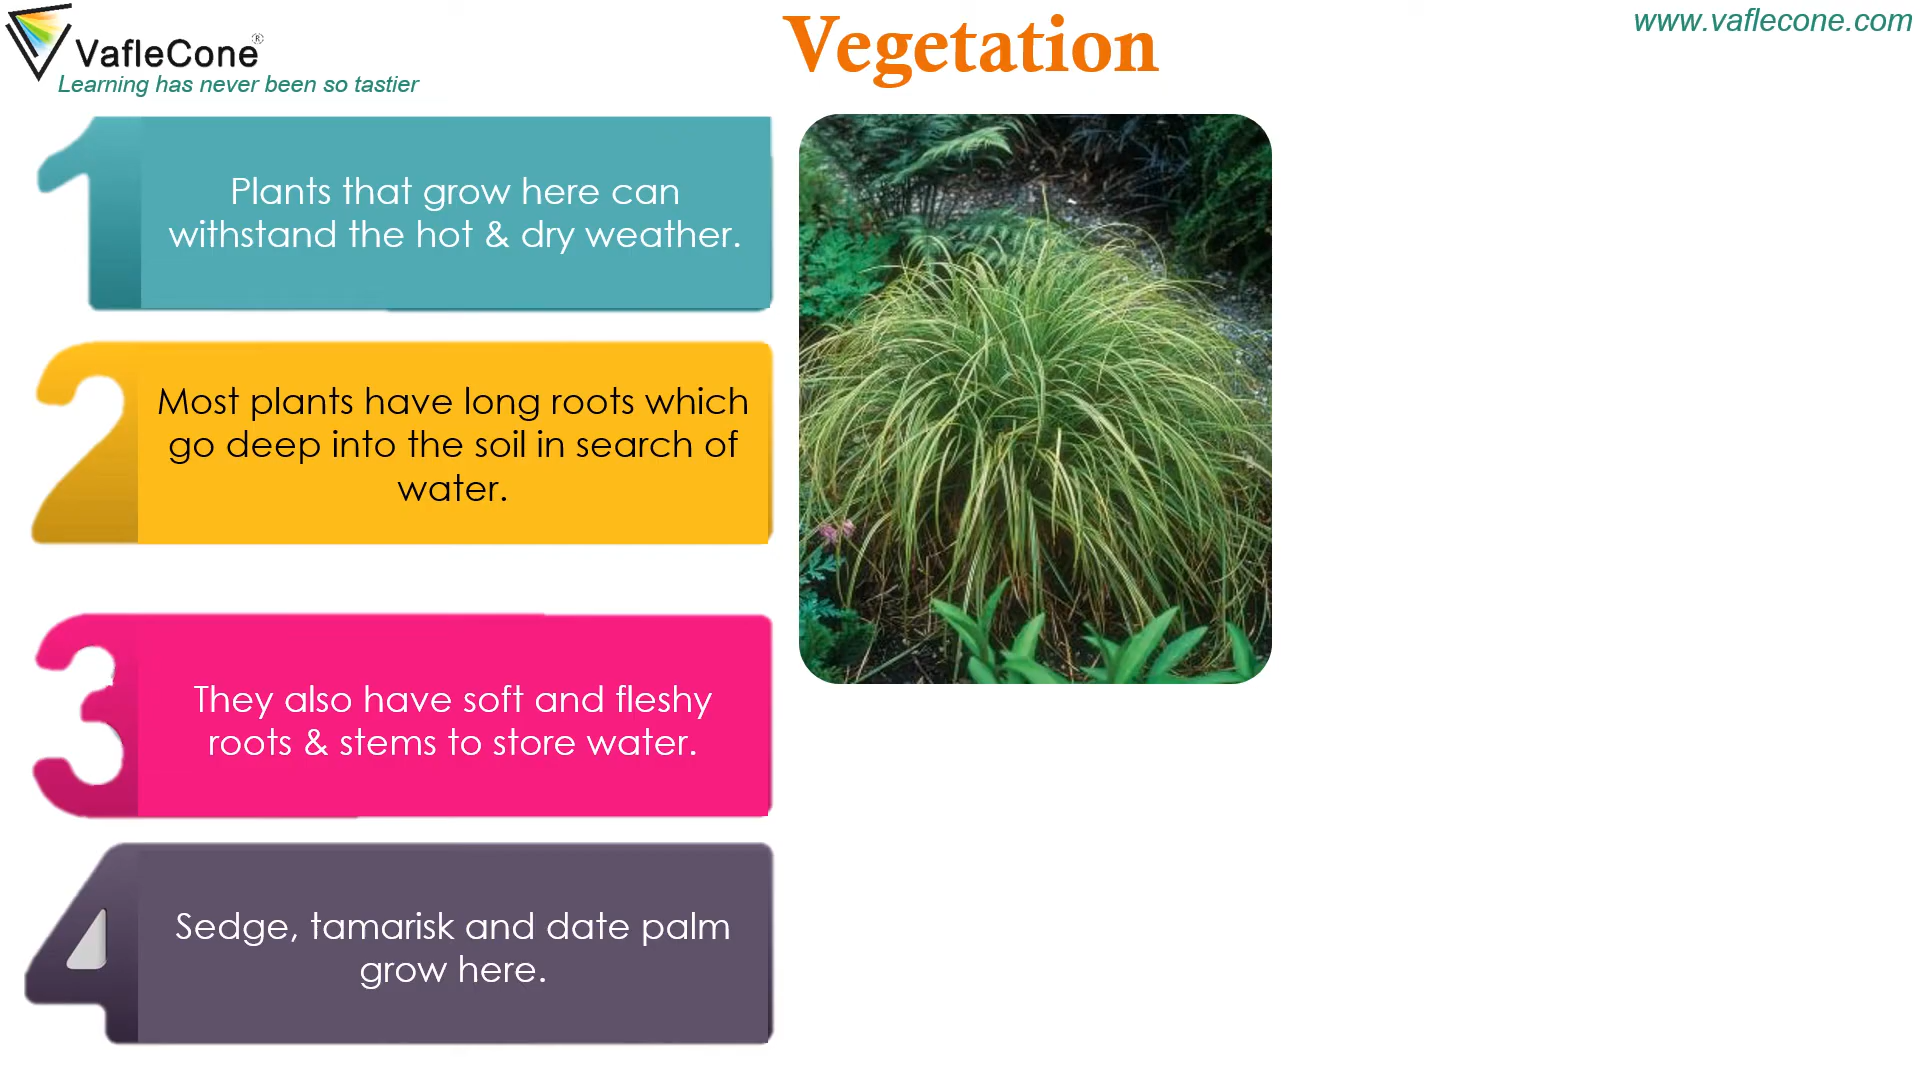 VafleCone®
Learning has never been so tastier
Vegetation
www.vaflecone.com
1
Plants that grow here can
withstand the hot & dry weather.
2
Most plants have long roots which
go deep into the soil in search of
water.
3
They also have soft and fleshy
roots & stems to store water.
4
Sedge, tamarisk and date palm
grow here.